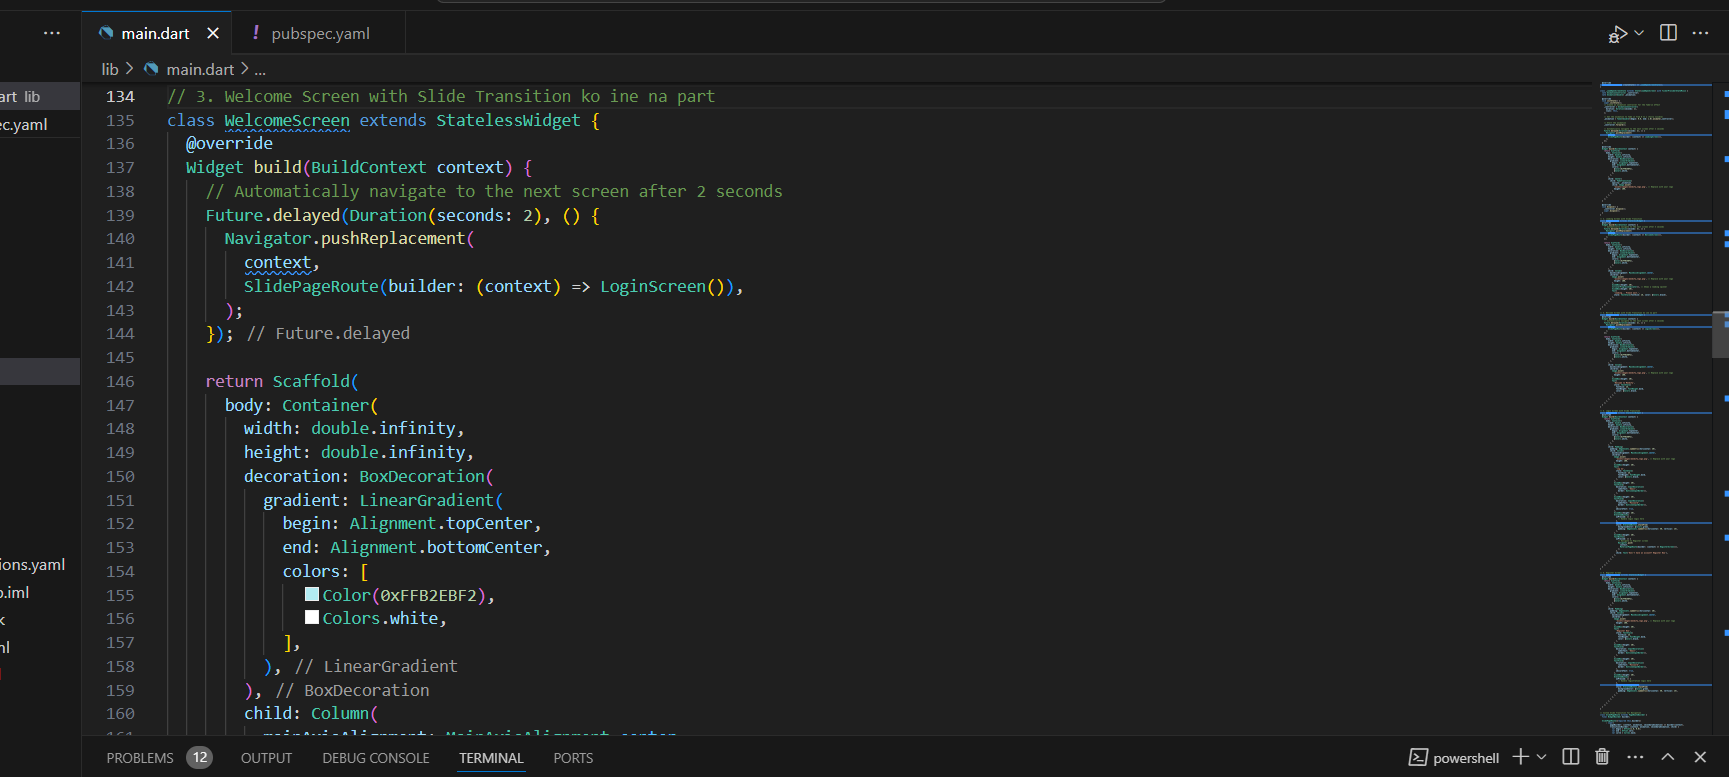 main.dart
pubspec.yaml
lib > main.dart > ...
art lib
ec.yaml
ions.yaml
o.iml
134 // 3. Welcome Screen with Slide Transition ko ine na part
135 class WelcomeScreen extends StatelessWidget {
136 @override
137 Widget build(BuildContext context) {
138 // Automatically navigate to the next screen after 2 seconds
139 Future.delayed(Duration(seconds: 2), () {
140 Navigator.pushReplacement(
141 context,
142 SlidePageRoute(builder: (context) => LoginScreen()),
143 );
144 }); // Future.delayed
145
146 return Scaffold(
147 body: Container(
148 width: double.infinity,
149 height: double.infinity,
150 decoration: BoxDecoration(
151 gradient: LinearGradient(
152 begin: Alignment.topCenter,
153 end: Alignment.bottomCenter,
154 colors: [
155 Color(0xFFB2EBF2),
156 Colors.white,
157 ],
158 ), // LinearGradient
159 ), // BoxDecoration
160 child: Column(
161 mainAxisAlignment: MainAxisAlignment.center,
PROBLEMS 12 OUTPUT DEBUG CONSOLE TERMINAL PORTS
powershell